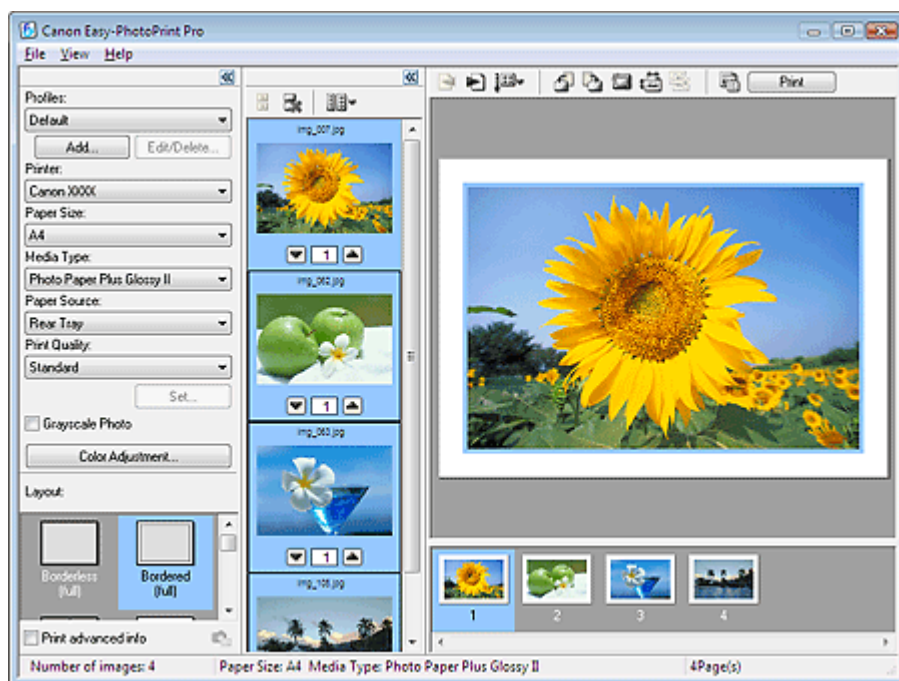 Canon Easy-PhotoPrint Pro
File View Help
Profiles:
Default
Add... Edit/Delete...
Printer:
Canon XXXX
Paper Size:
A4
Media Type:
Photo Paper Plus Glossy II
Paper Source:
Rear Tray
Print Quality:
Standard
Set...
Grayscale Photo
Color Adjustment...
Layout:
Borderless (full)
Bordered (full)
Print advanced info
img_007.jpg
1
img_062.jpg
1
img_063.jpg
1
img_108.jpg
Print
1 2 3 4
Number of images: 4 Paper Size: A4 Media Type: Photo Paper Plus Glossy II 4Page(s)